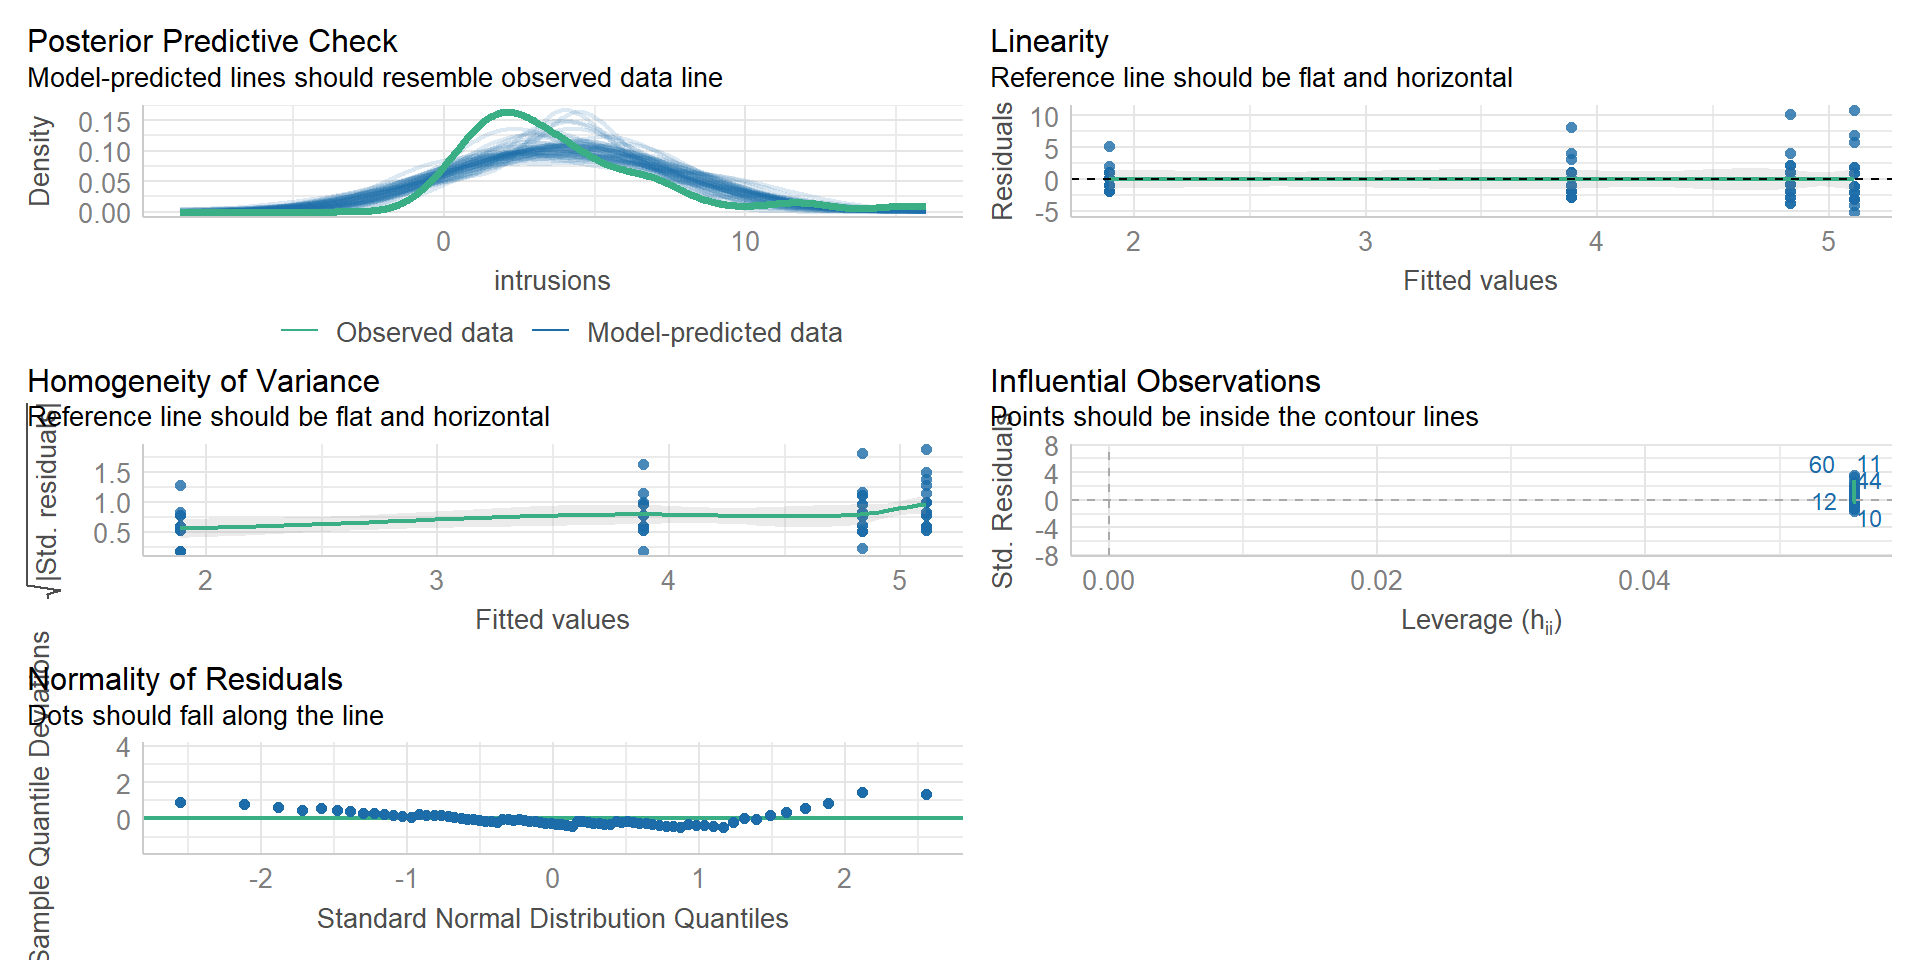 Posterior Predictive Check
Model-predicted lines should resemble observed data line
Density
0.15
0.10
0.05
0.00
0
10
intrusions
Observed data
Model-predicted data
Linearity
Reference line should be flat and horizontal
Residuals
10
5
0
-5
2
3
4
5
Fitted values
Homogeneity of Variance
Reference line should be flat and horizontal
√|Std. residuals|
1.5
1.0
0.5
2
3
4
5
Fitted values
Influential Observations
Points should be inside the contour lines
Std. Residuals
8
4
0
-4
-8
60
11
44
12
10
0.00
0.02
0.04
Leverage (hii)
Normality of Residuals
Dots should fall along the line
Sample Quantile Deviations
4
2
0
-2
-1
0
1
2
Standard Normal Distribution Quantiles